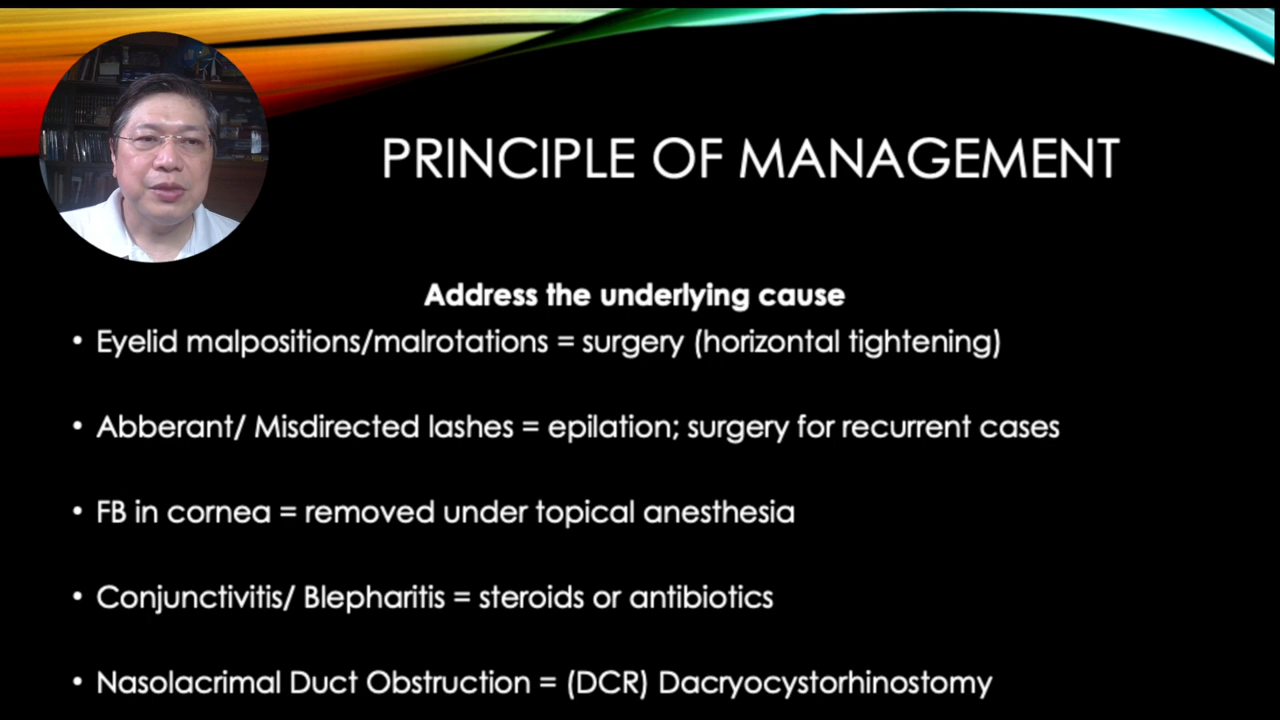 PRINCIPLE OF MANAGEMENT
Address the underlying cause
• Eyelid malpositions/malrotations = surgery (horizontal tightening)
• Abberant/ Misdirected lashes = epilation; surgery for recurrent cases
• FB in cornea = removed under topical anesthesia
• Conjunctivitis/ Blepharitis = steroids or antibiotics
• Nasolacrimal Duct Obstruction = (DCR) Dacryocystorhinostomy